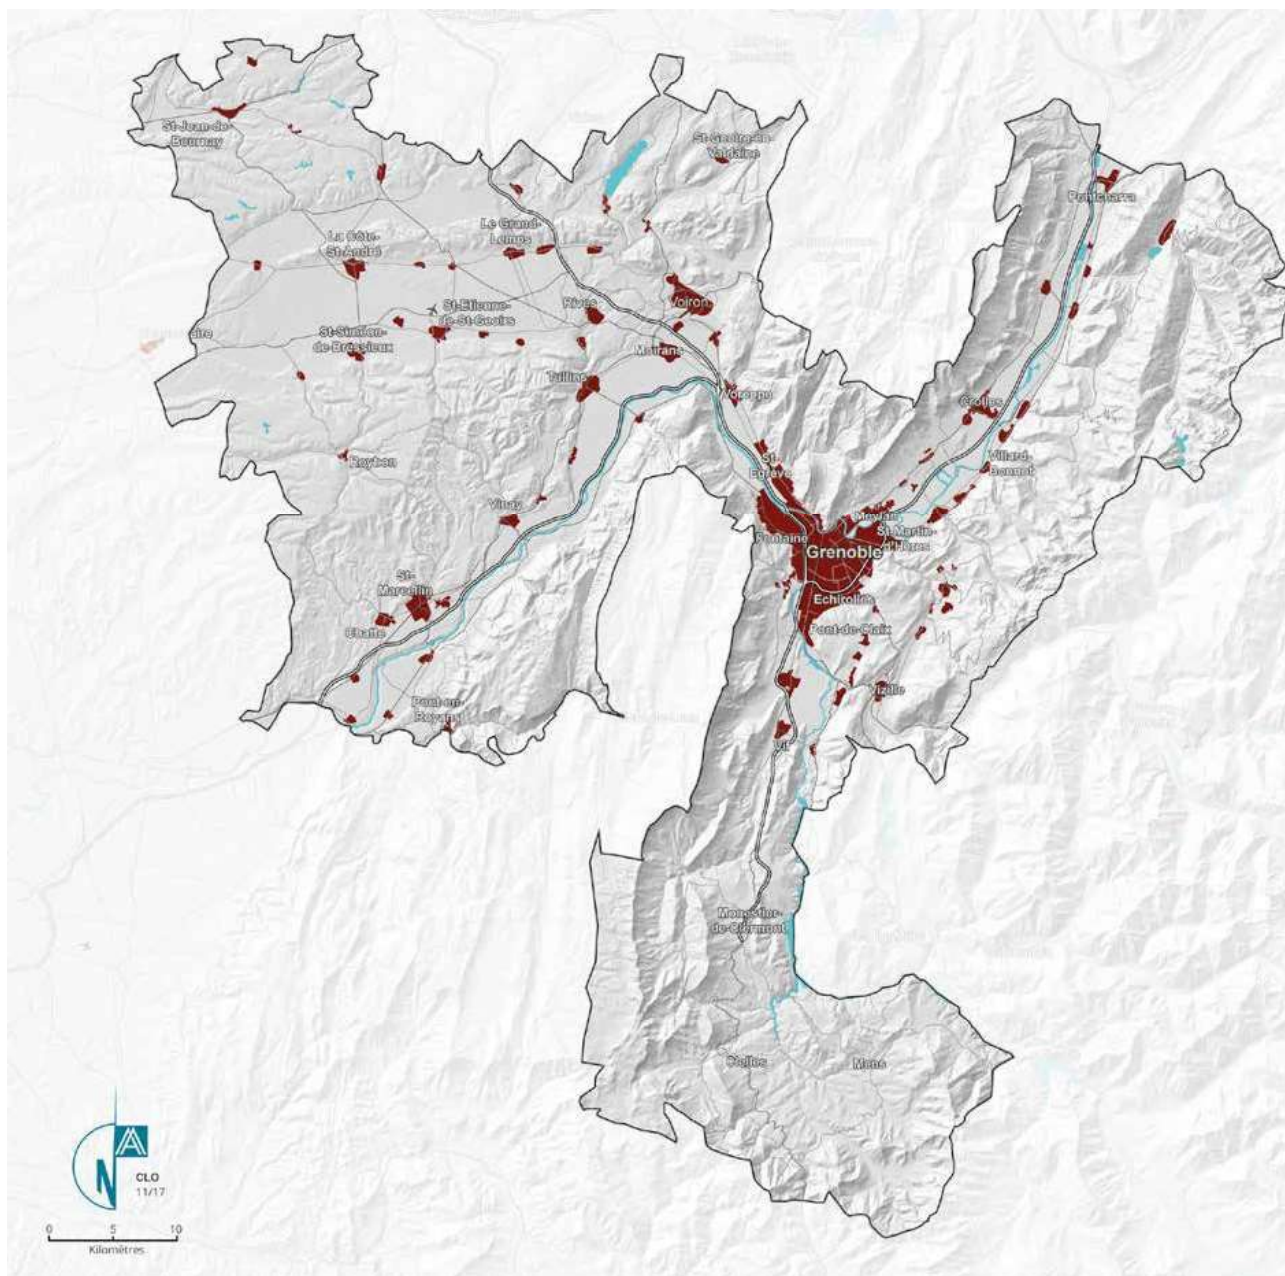 St-Jean-de-
Bournay
St-Geoire-en-
Valdaine
Pontcharra
Le Grand-
Lemps
La Côte-
St-André
St-Etienne-
de-St-Geoirs
Rives
Voiron
St-Siméon-
de-Bressieux
Moirans
Tullins
Voreppe
Crolles
Roybon
St-
Egrève
Villard-
Bonnot
Vinay
Meylan
Fontaine
St-Martin-
d'Hères
Grenoble
St-
Marcellin
Echirolles
Chatte
Pont-de-Claix
Vizille
Pont-en-
Royans
Vif
Monestier-
de-Clermont
Clelles
Mens
N
CLO
11/17
0 5 10
Kilomètres